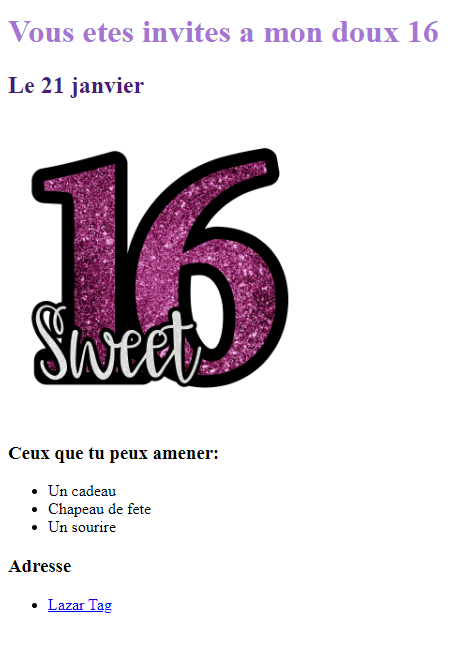 Vous etes invites a mon doux 16
Le 21 janvier
16
Sweet
Ceux que tu peux amener:
Un cadeau
Chapeau de fete
Un sourire
Adresse
Lazar Tag